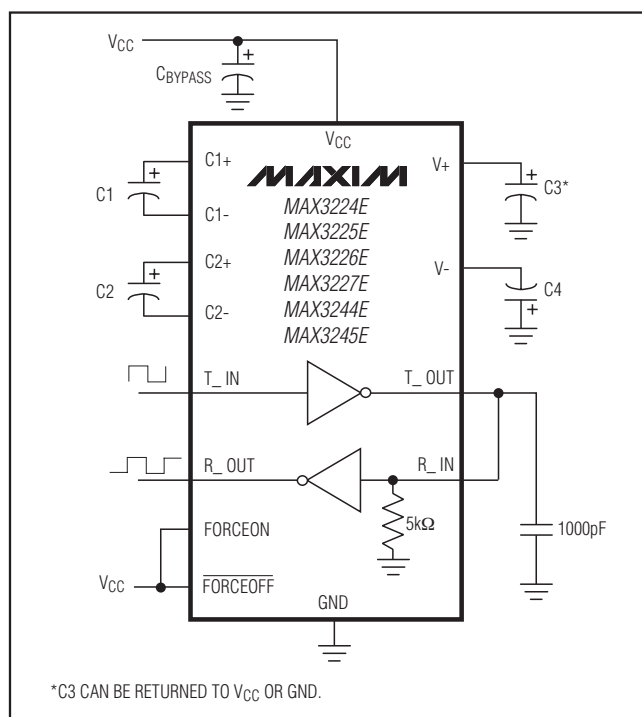 VCC
CBYPASS
VCC
C1+
C1
C1-
C2+
C2
C2-
MAXIM
MAX3224E
MAX3225E
MAX3226E
MAX3227E
MAX3244E
MAX3245E
V+
C3*
V-
C4
T_ IN
T_ OUT
R_ OUT
R_ IN
5kΩ
1000pF
FORCEON
VCC
FORCEOFF
GND
*C3 CAN BE RETURNED TO VCC OR GND.